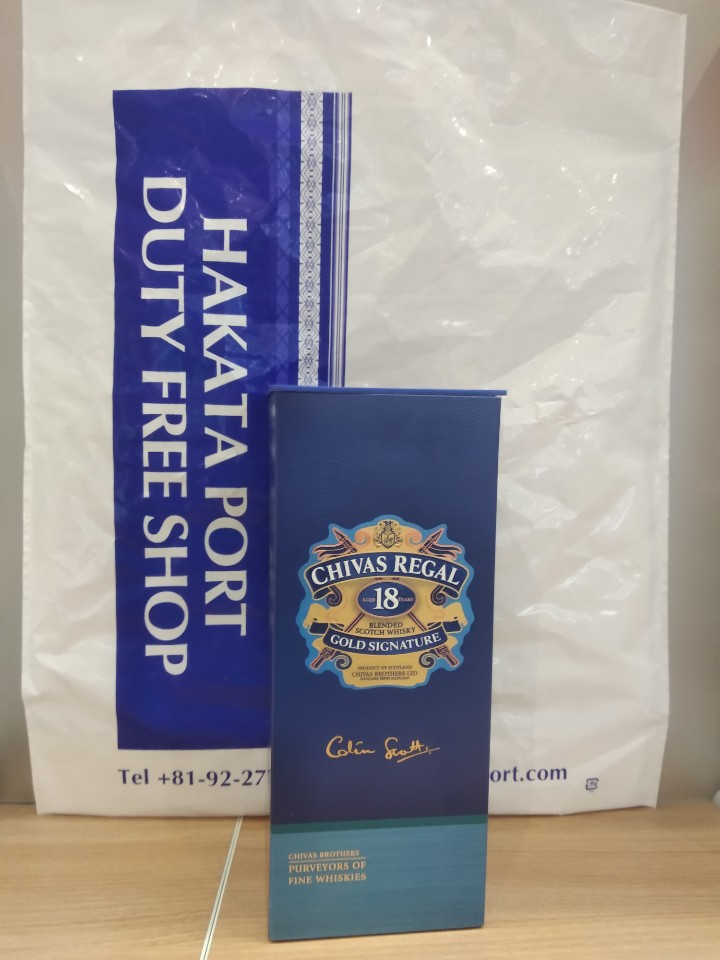 HAKATA PORT
DUTY FREE SHOP
Tel +81-92-27
ort.com
CHIVAS REGAL
AGED 18 YEARS
BLENDED
SCOTCH WHISKY
GOLD SIGNATURE
PRODUCT OF SCOTLAND
CHIVAS BROTHERS LTD
Colin Scott
CHIVAS BROTHERS
PURVEYORS OF
FINE WHISKIES